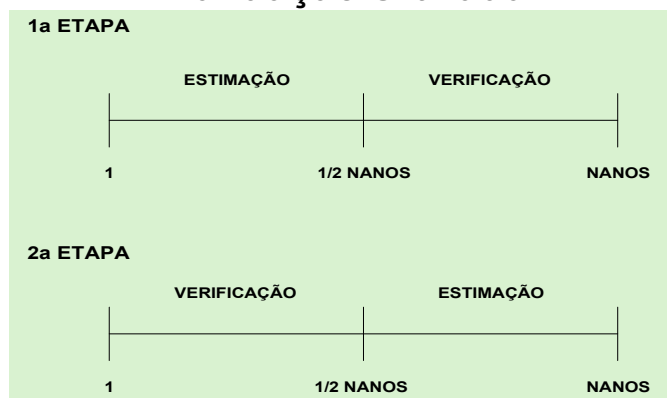 1a ETAPA
ESTIMAÇÃO VERIFICAÇÃO
1 1/2 NANOS NANOS
2a ETAPA
VERIFICAÇÃO ESTIMAÇÃO
1 1/2 NANOS NANOS